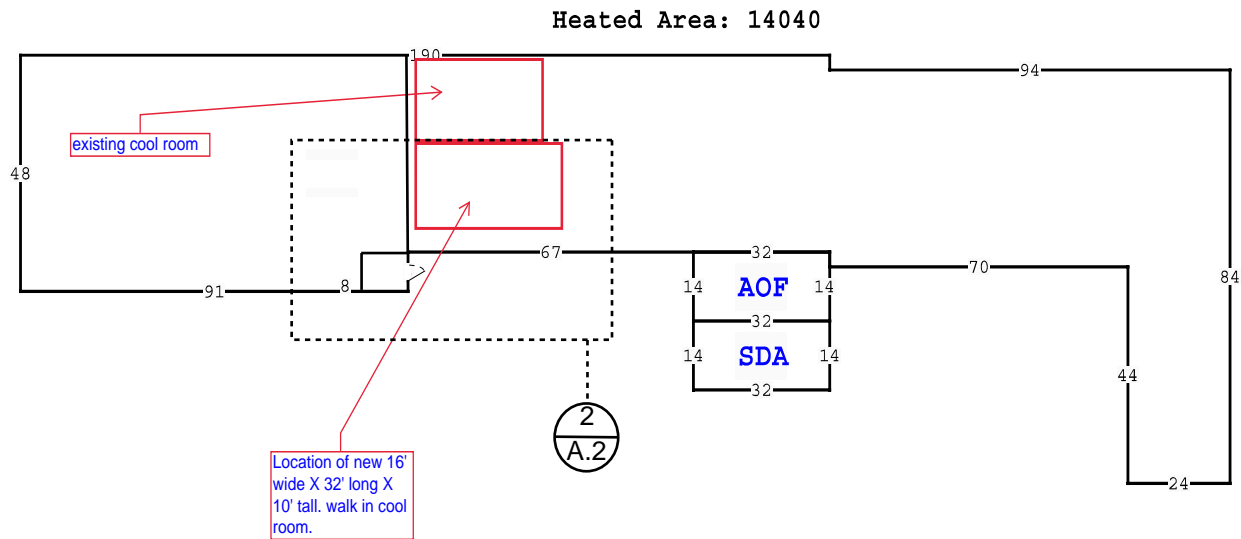 Heated Area: 14040
190
94
existing cool room
48
67
32
70
14
AOF
14
84
8
91
32
14
SDA
14
44
32
2
A.2
Location of new 16'
wide X 32' long X
10' tall. walk in cool
room.
24